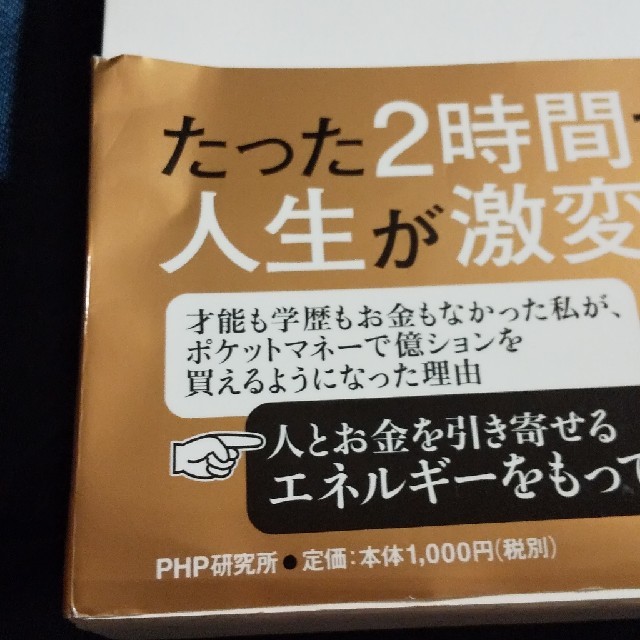 たった2時間
人生が激変
才能も学歴もお金もなかった私が、
ポケットマネーで億ションを
買えるようになった理由
人とお金を引き寄せる
エネルギーをもって
PHP研究所●定価:本体1,000円(税別)